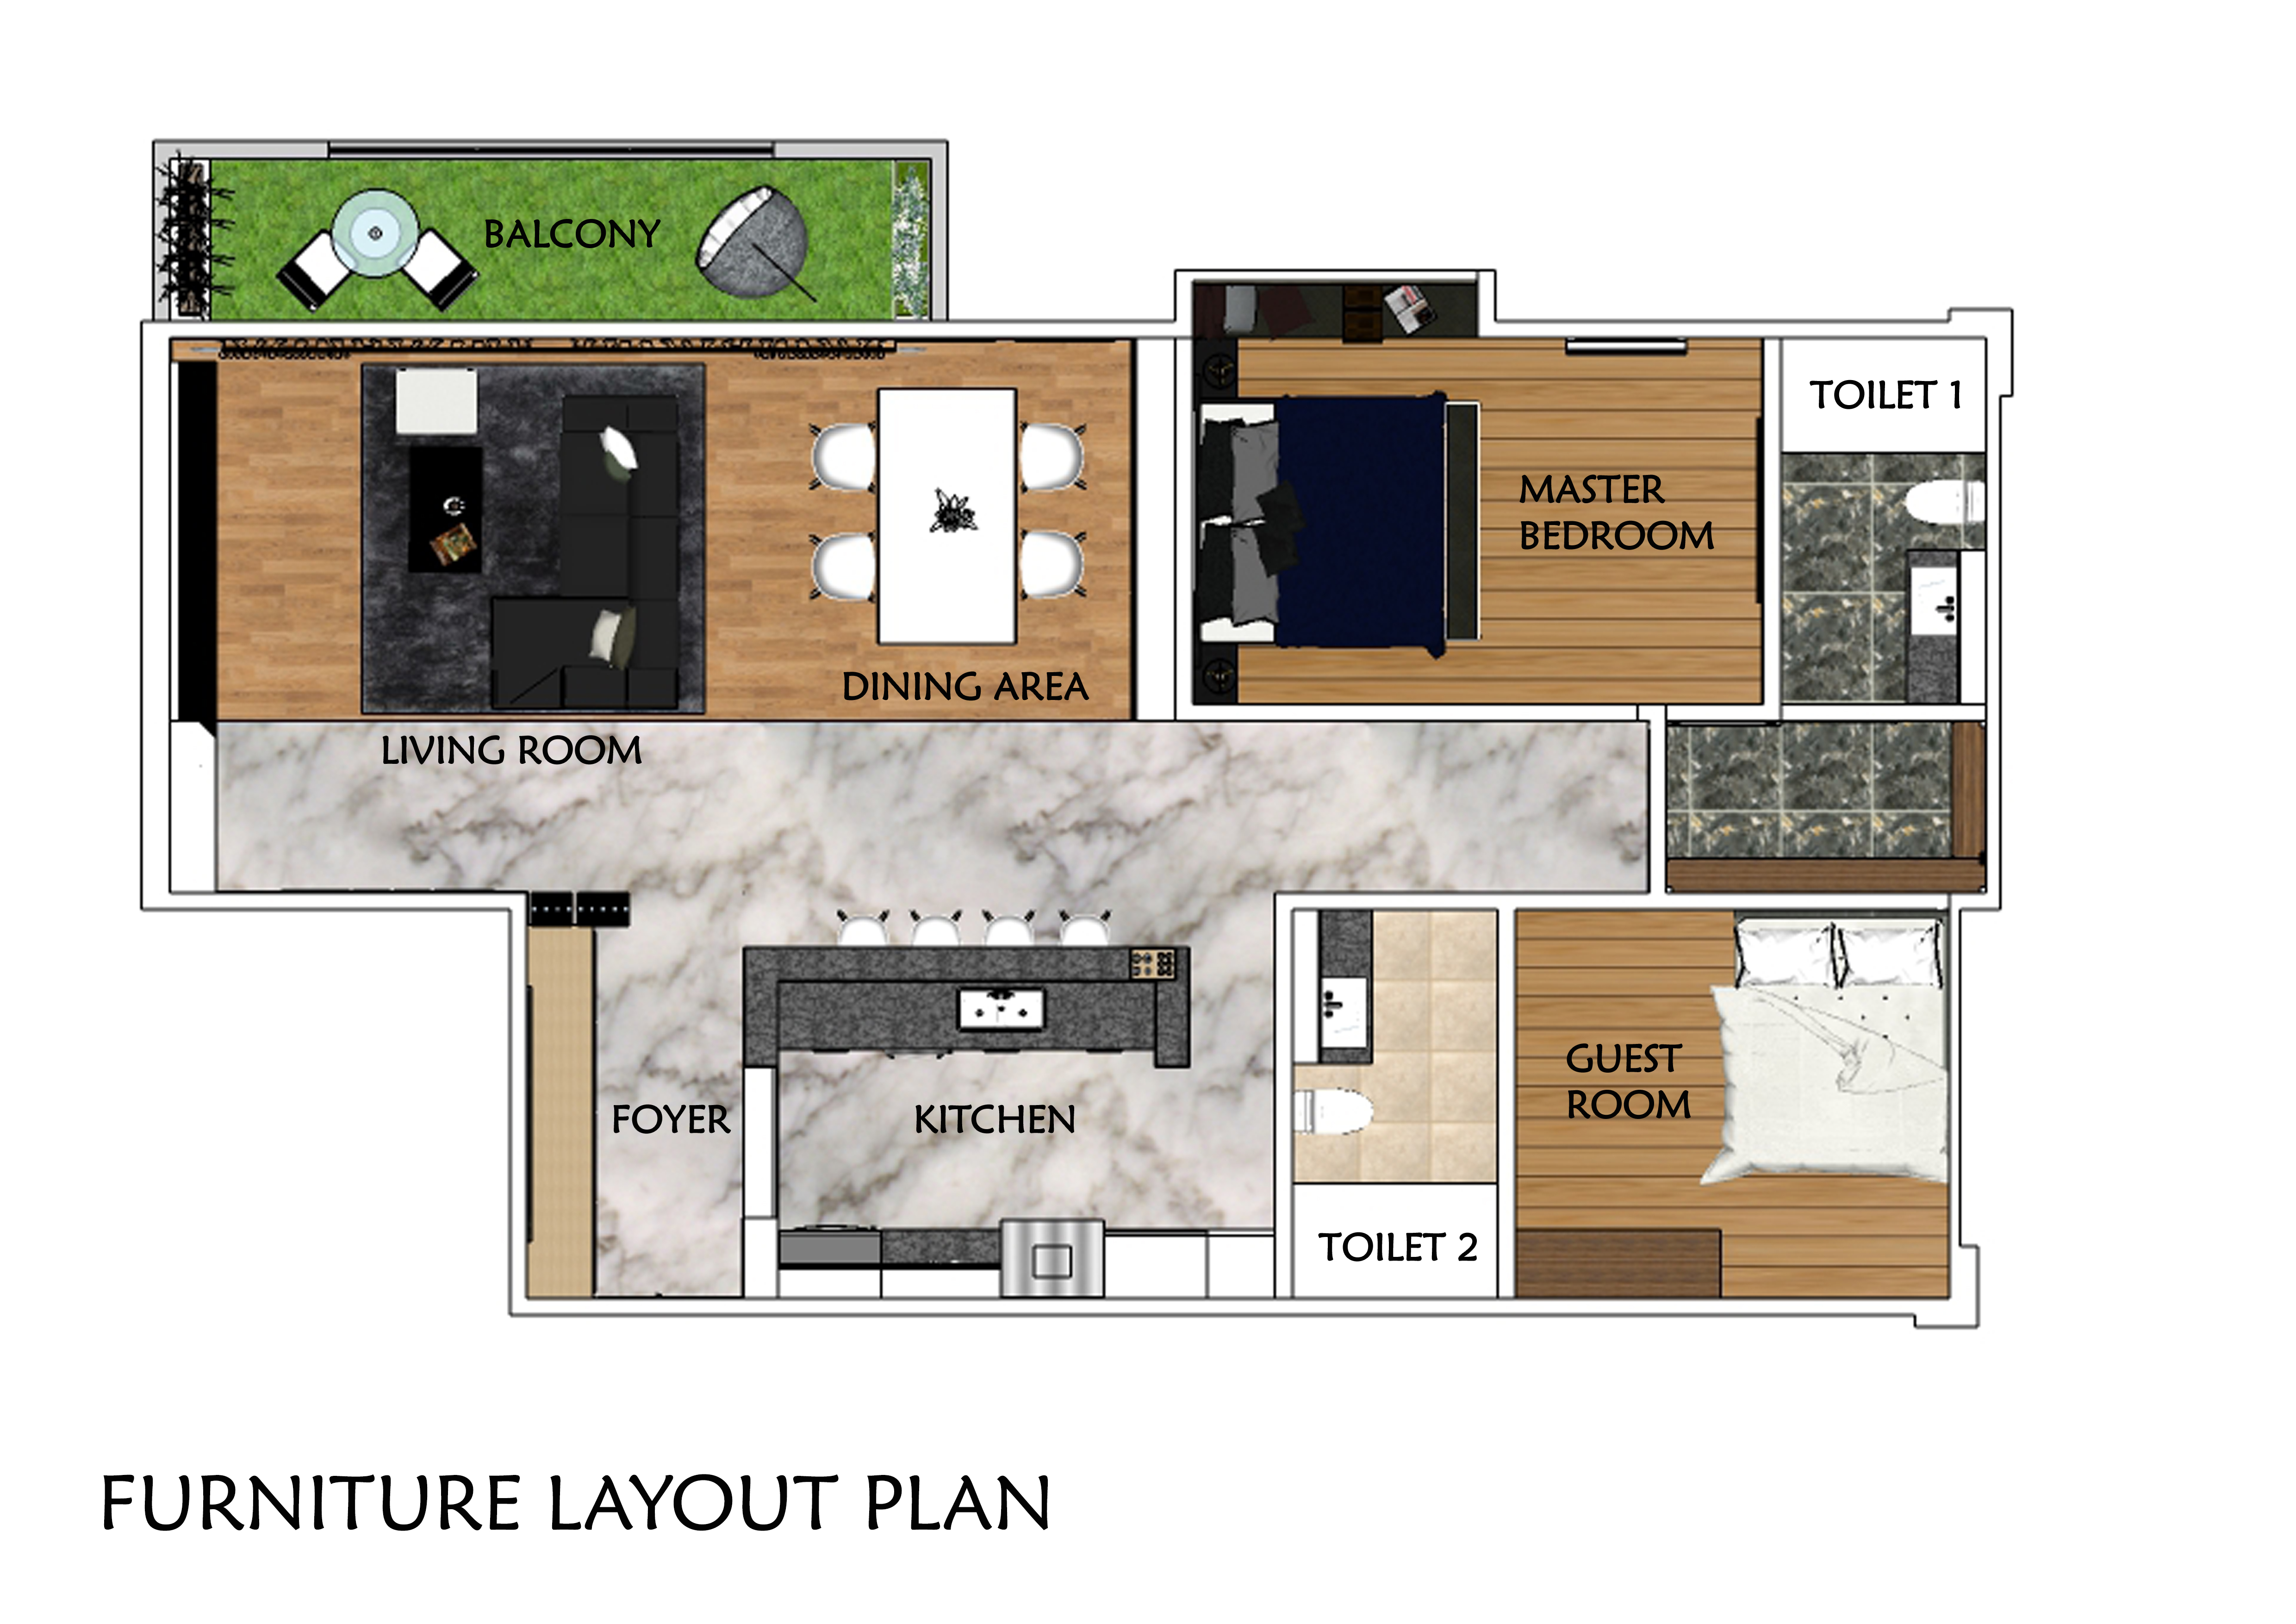 BALCONY
TOILET 1
MASTER
BEDROOM
DINING AREA
LIVING ROOM
GUEST
ROOM
FOYER
KITCHEN
TOILET 2
FURNITURE LAYOUT PLAN